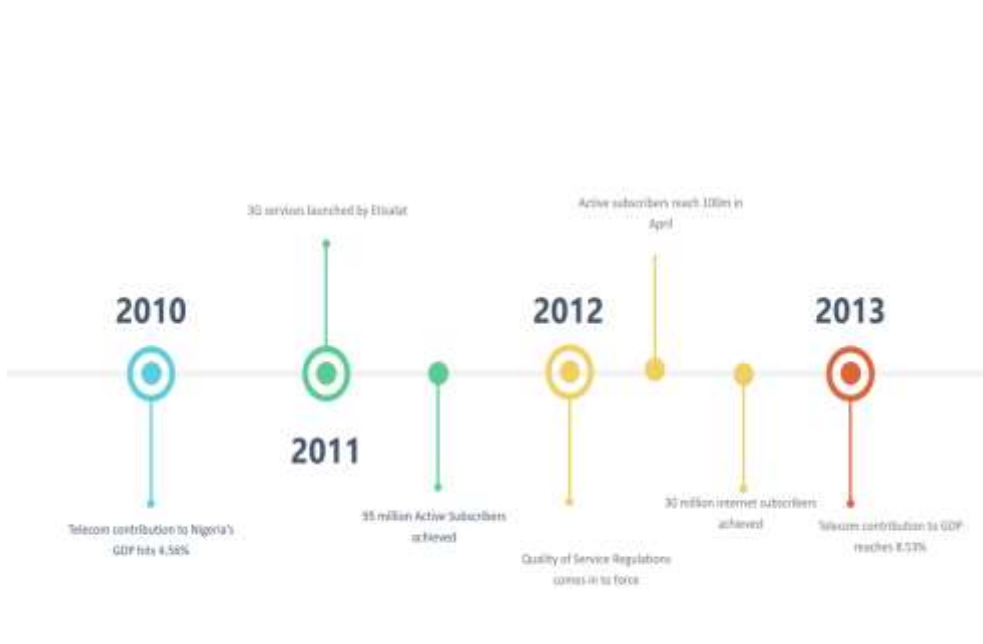 3G services launched by Etisalat
Active subscribers reach 100m in
April
2010
2012
2013
2011
Telecom contribution to Nigeria's
GDP hits 4.56%
95 million Active Subscribers
achieved
Quality of Service Regulations
comes in to force
30 million internet subscribers
achieved
Telecom contribution to GDP
reaches 8.53%